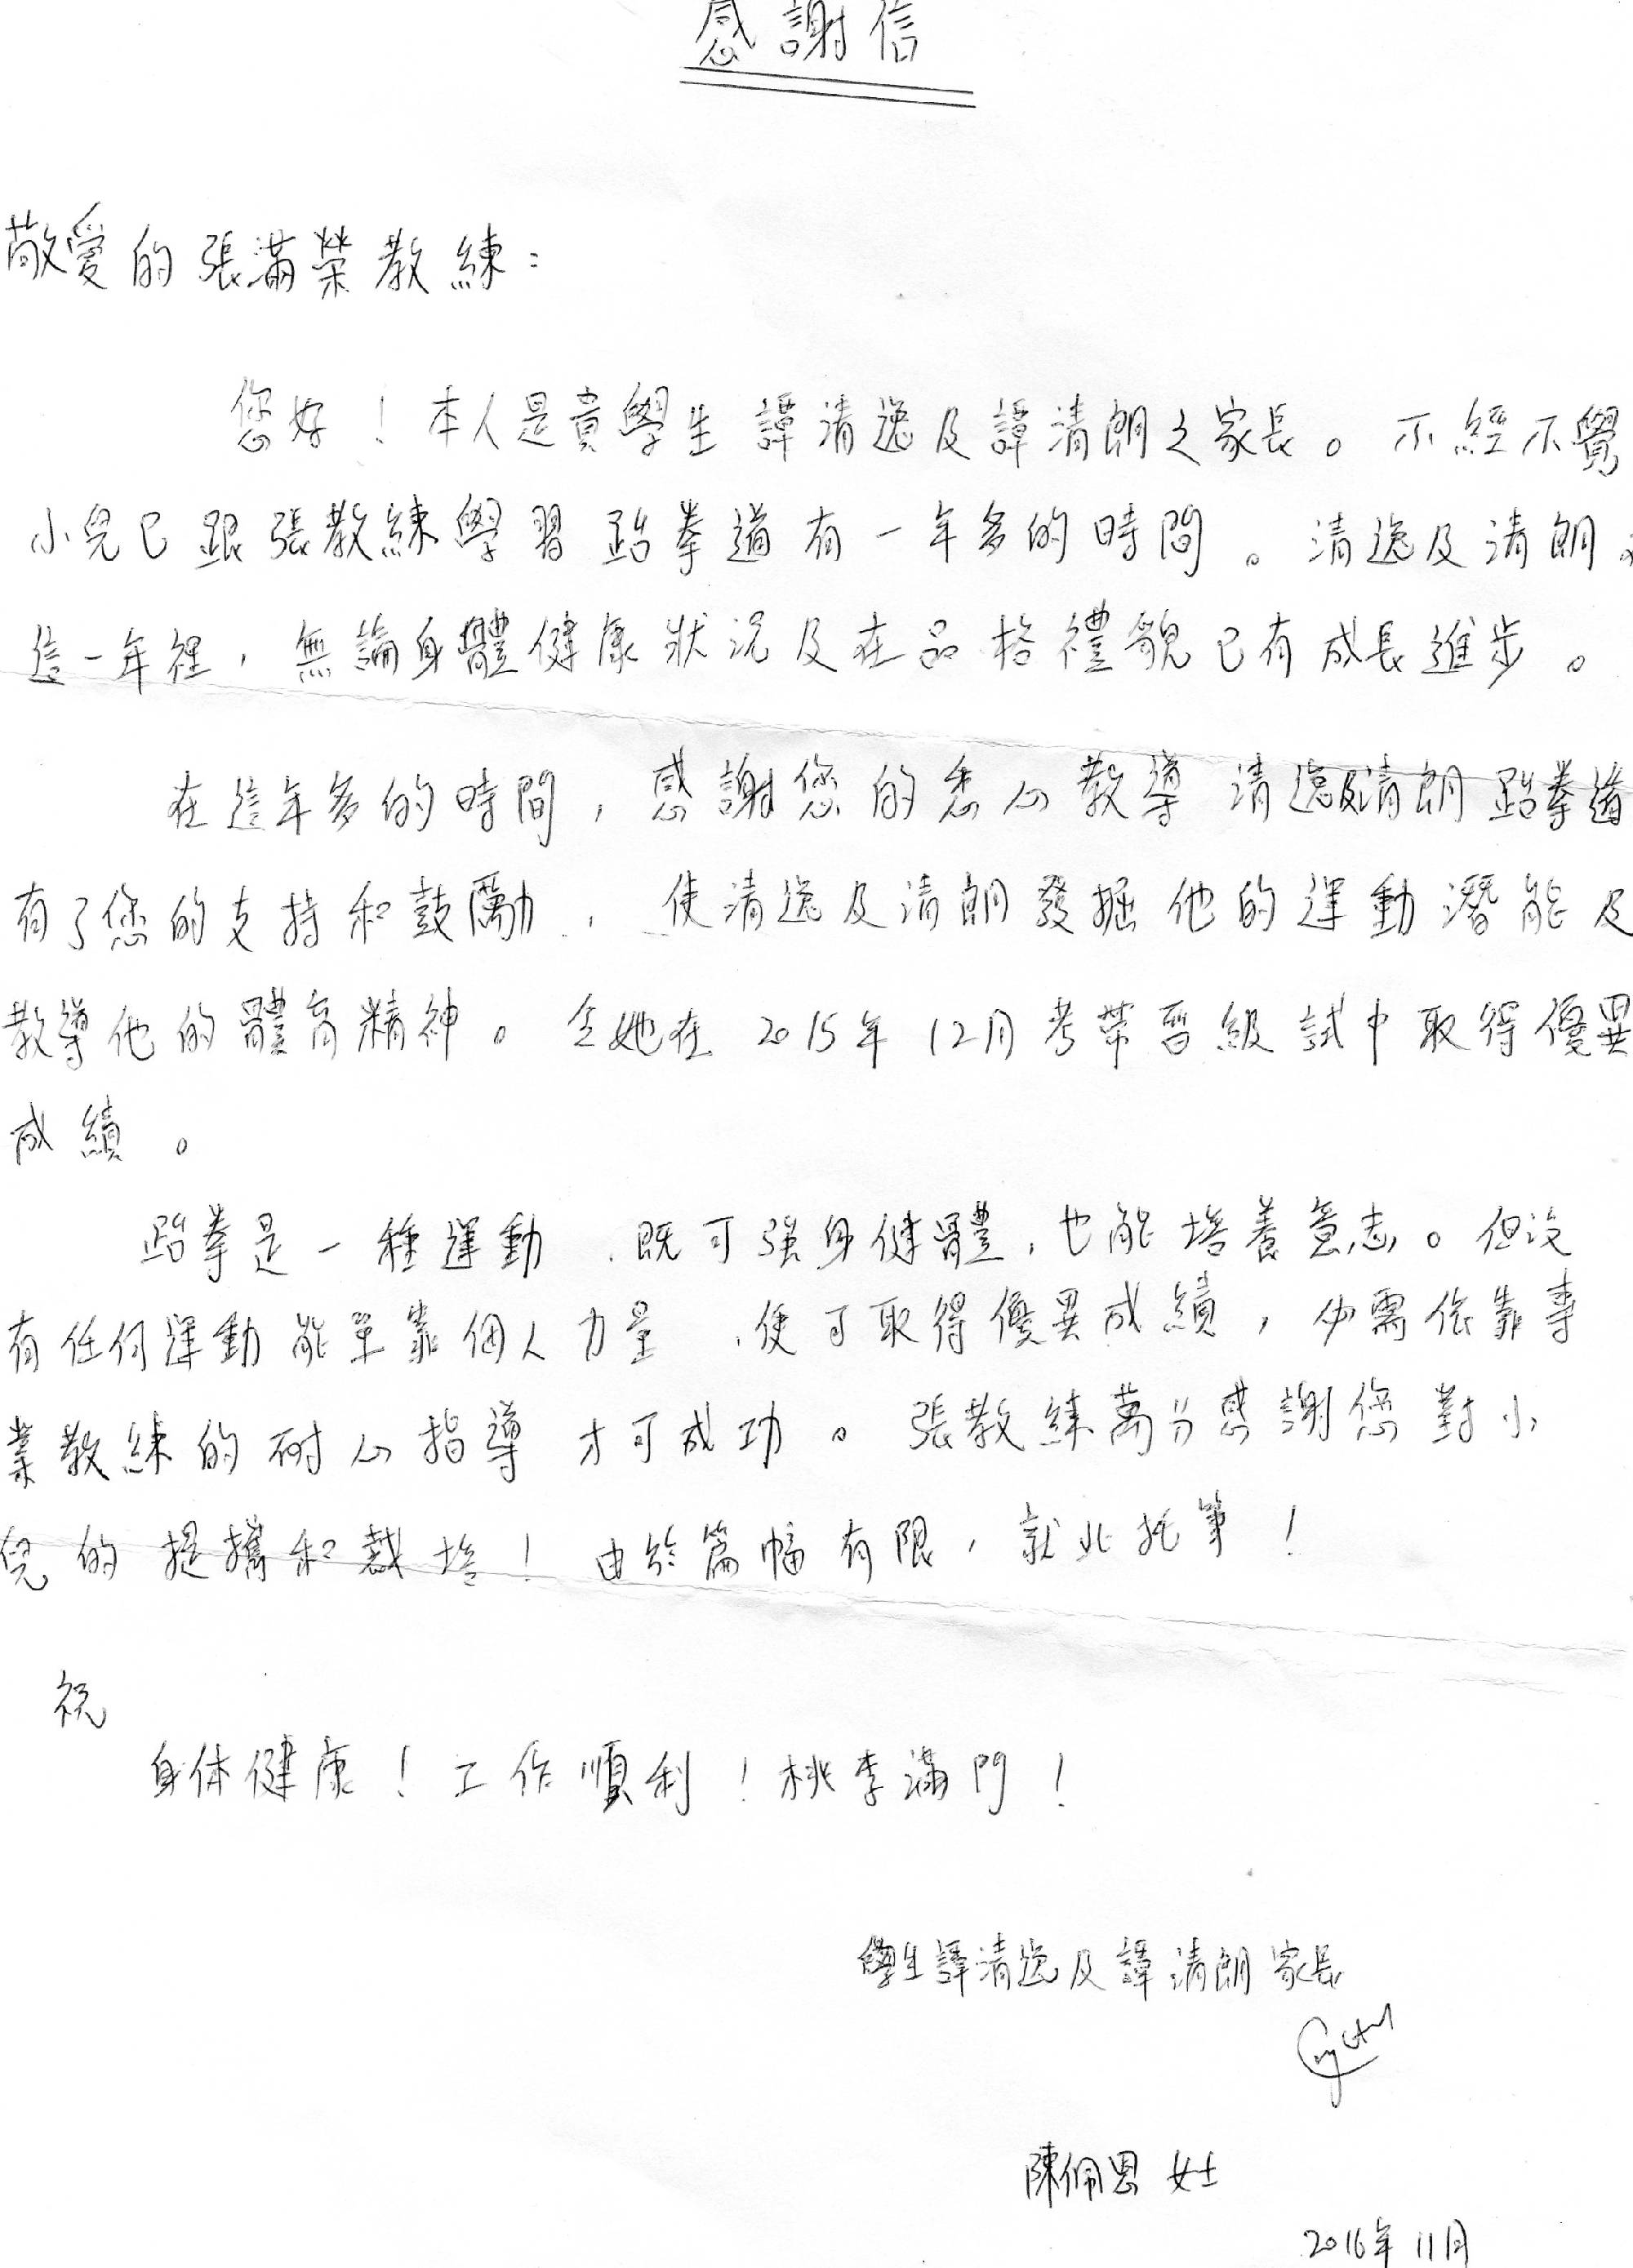 感謝信
敬愛的張滿榮教練：
您好！本人是貴學生譚清逸及譚清朗之家長。不經不覺
小兒已跟張教練學習跆拳道有一年多的時間。清逸及清朗
這一年裡，無論身體健康狀況及在品格禮貌已有成長進步。
在這年多的時間，感謝您的悉心教導清逸及清朗跆拳道
有了您的支持和鼓勵，使清逸及清朗發掘他的運動潛能及
教導他的體育精神。令她在2015年12月考帶晉級試中取得優異
成績。
跆拳是一種運動，既可強身健體，也能培養意志。但沒
有任何運動能單靠個人力量，便可取得優異成績，必需依靠專
業教練的耐心指導才可成功。張教練萬分感謝您對小
兒的提攜和栽培！由於篇幅有限，就此托筆！
祝
身体健康！工作順利！桃李滿門！
學生譚清逸及譚清朗家長
陳佩恩女士
2016年11月